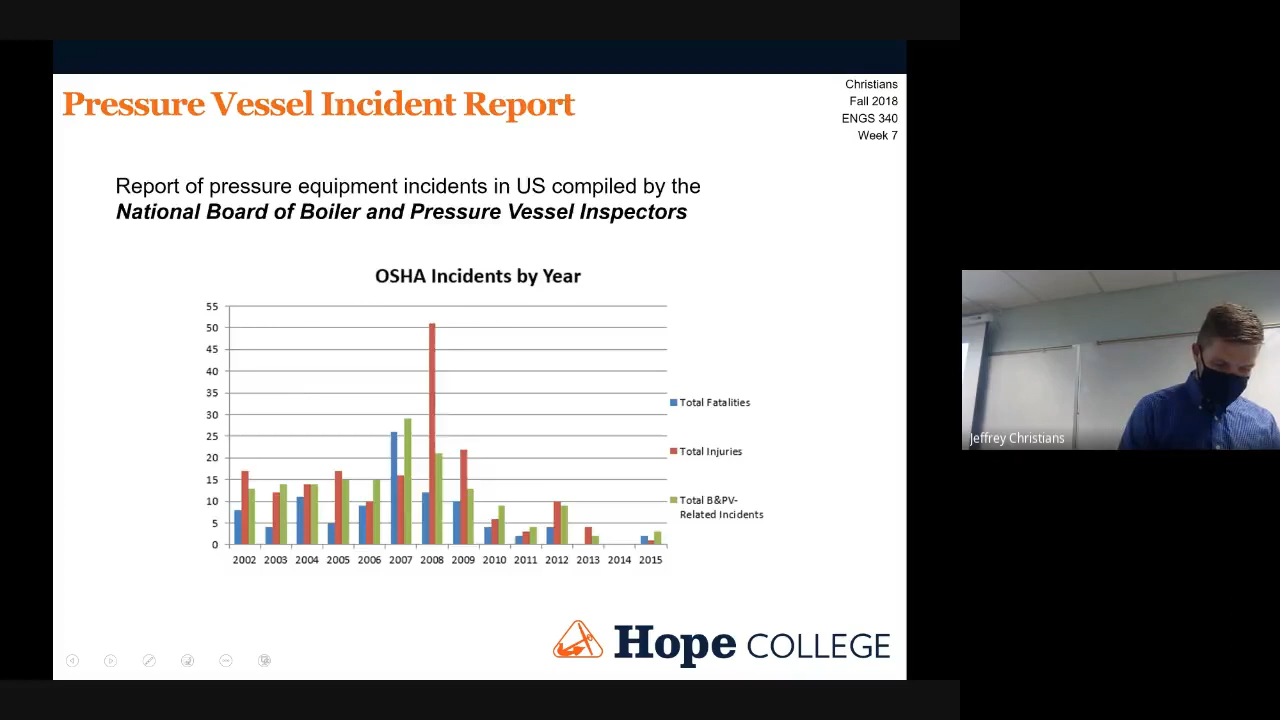 Pressure Vessel Incident Report
Christians
Fall 2018
ENGS 340
Week 7
Report of pressure equipment incidents in US compiled by the
National Board of Boiler and Pressure Vessel Inspectors
OSHA Incidents by Year
55
50
45
40
35
30
25
20
15
10
5
0
2002 2003 2004 2005 2006 2007 2008 2009 2010 2011 2012 2013 2014 2015
Total Fatalities
Total Injuries
Total B&PV-
Related Incidents
Hope COLLEGE
Jeffrey Christians